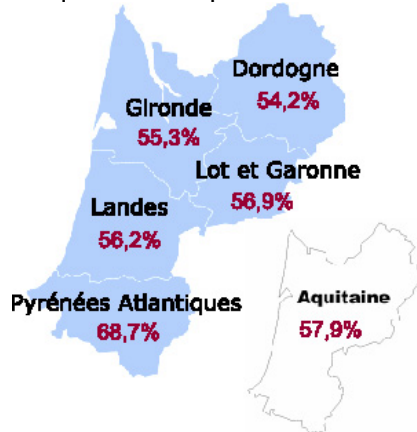 Dordogne
54,2%
Gironde
55,3%
Lot et Garonne
56,9%
Landes
56,2%
Pyrénées Atlantiques
68,7%
Aquitaine
57,9%